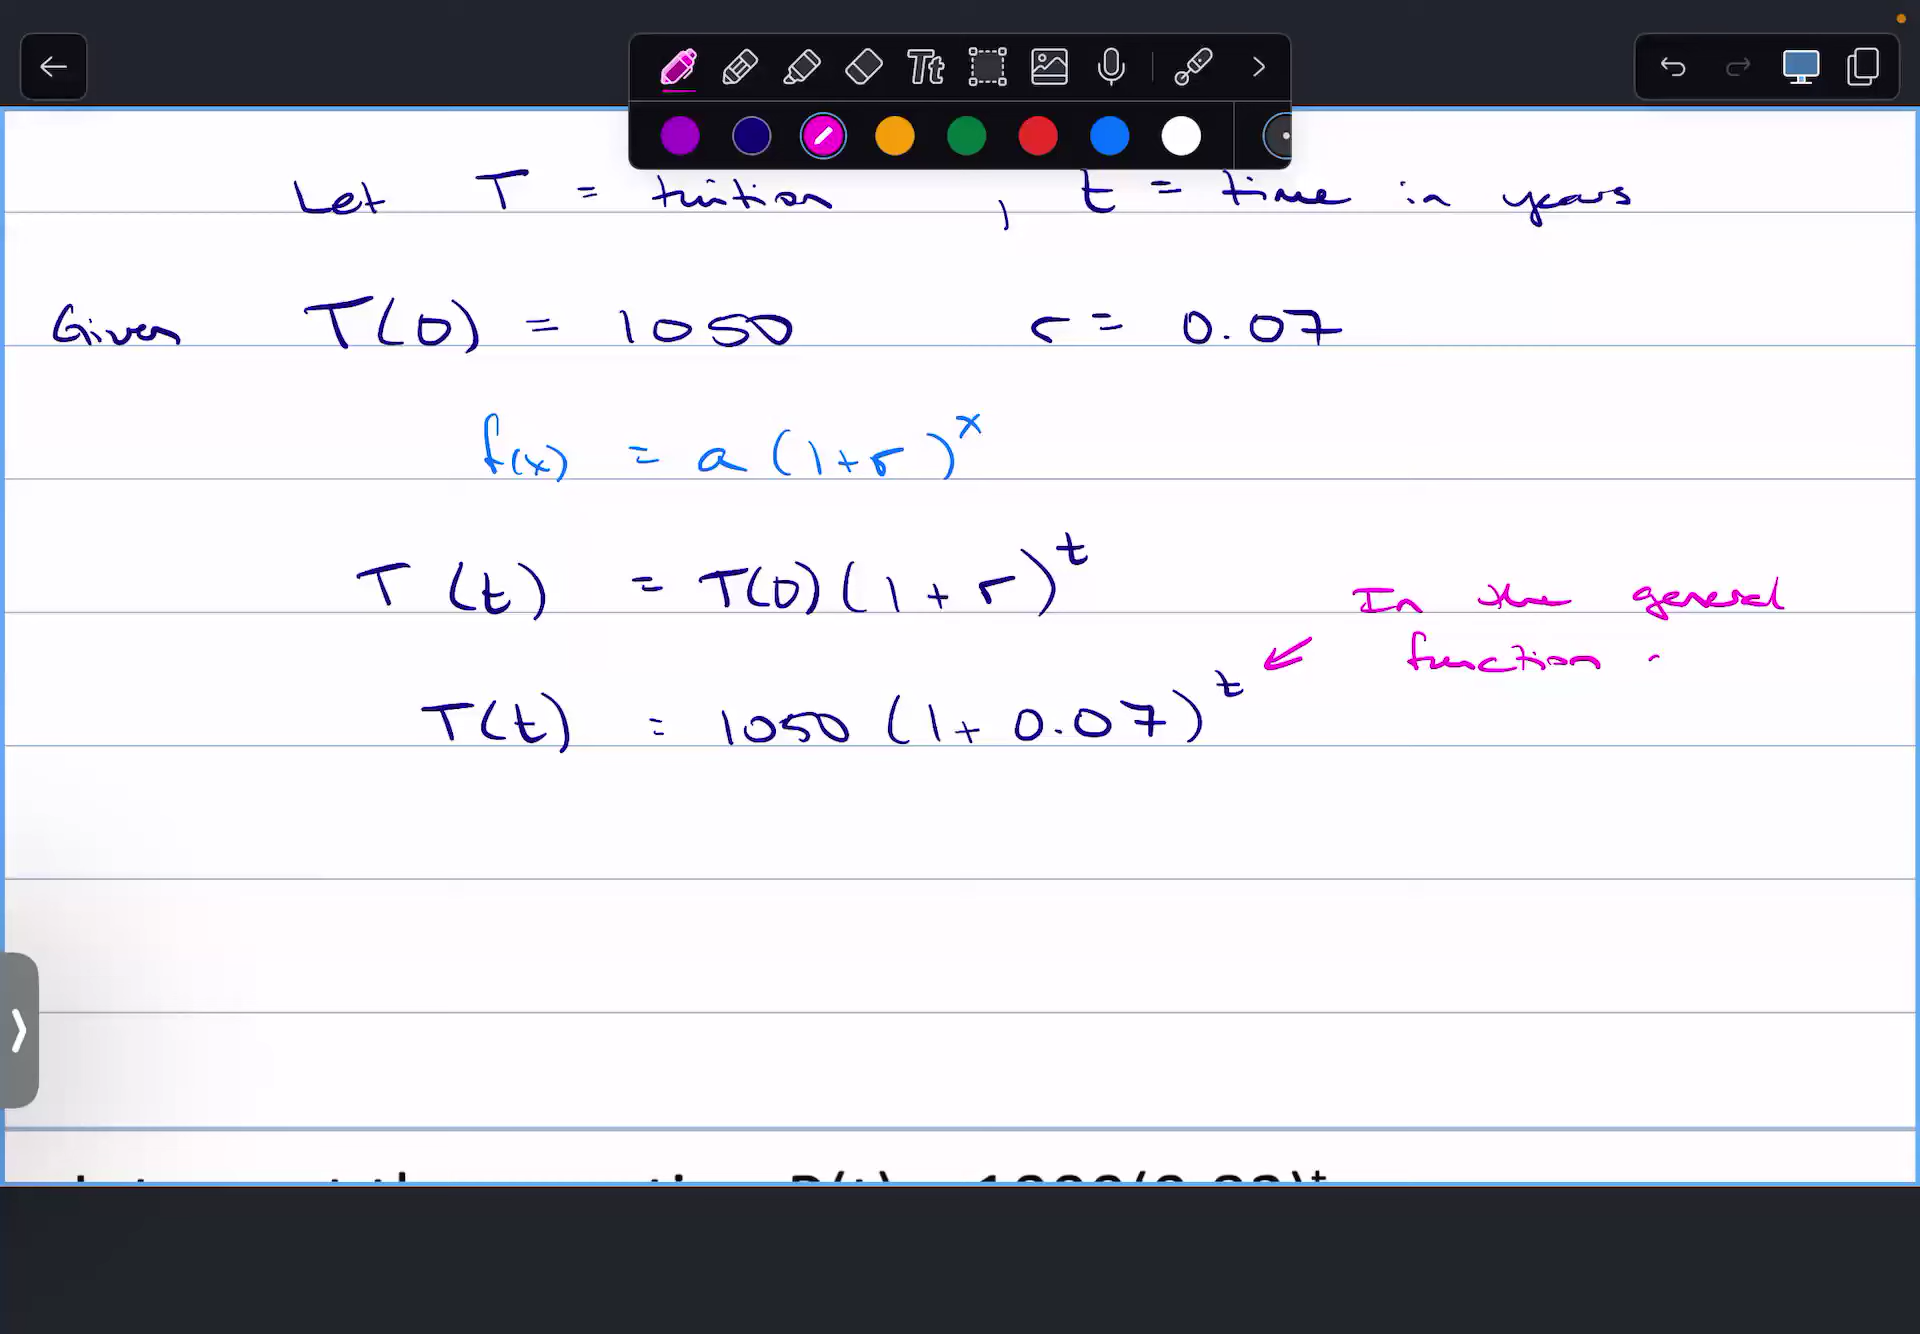 Tt
Let T = tuition , t = time in years
Given T(0) = 1050 r = 0.07
f(x) = a(1+r)^x
T(t) = T(0)(1+r)^t
In the general
function
T(t) = 1050(1+0.07)^t